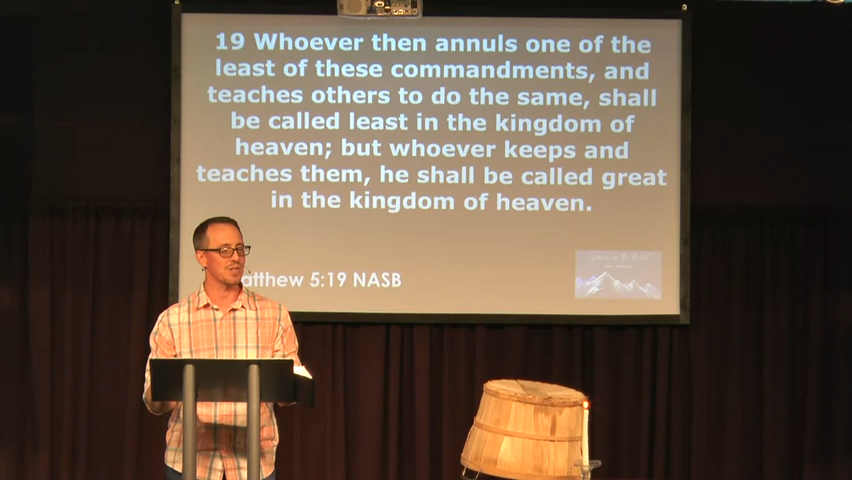 19 Whoever then annuls one of the
least of these commandments, and
teaches others to do the same, shall
be called least in the kingdom of
heaven; but whoever keeps and
teaches them, he shall be called great
in the kingdom of heaven.
atthew 5:19 NASB